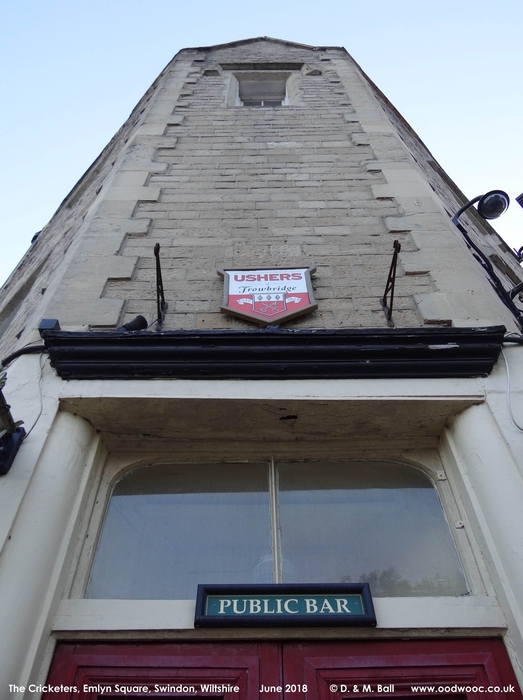 USHERS
Trowbridge
PUBLIC BAR
The Cricketers, Emlyn Square, Swindon, Wiltshire June 2018 © D. & M. Ball www.oodwooc.co.uk